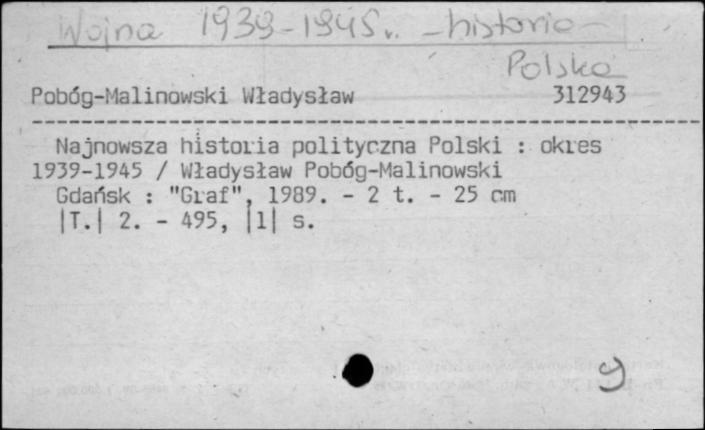 Wojna 1939-1945r. - historia -
Polska
Pobóg-Malinowski Władysław 312943
Najnowsza historia polityczna Polski : okres
1939-1945 / Władysław Pobóg-Malinowski
Gdańsk : "Graf", 1989. - 2 t. - 25 cm
|T.| 2. - 495, |1| s.
g